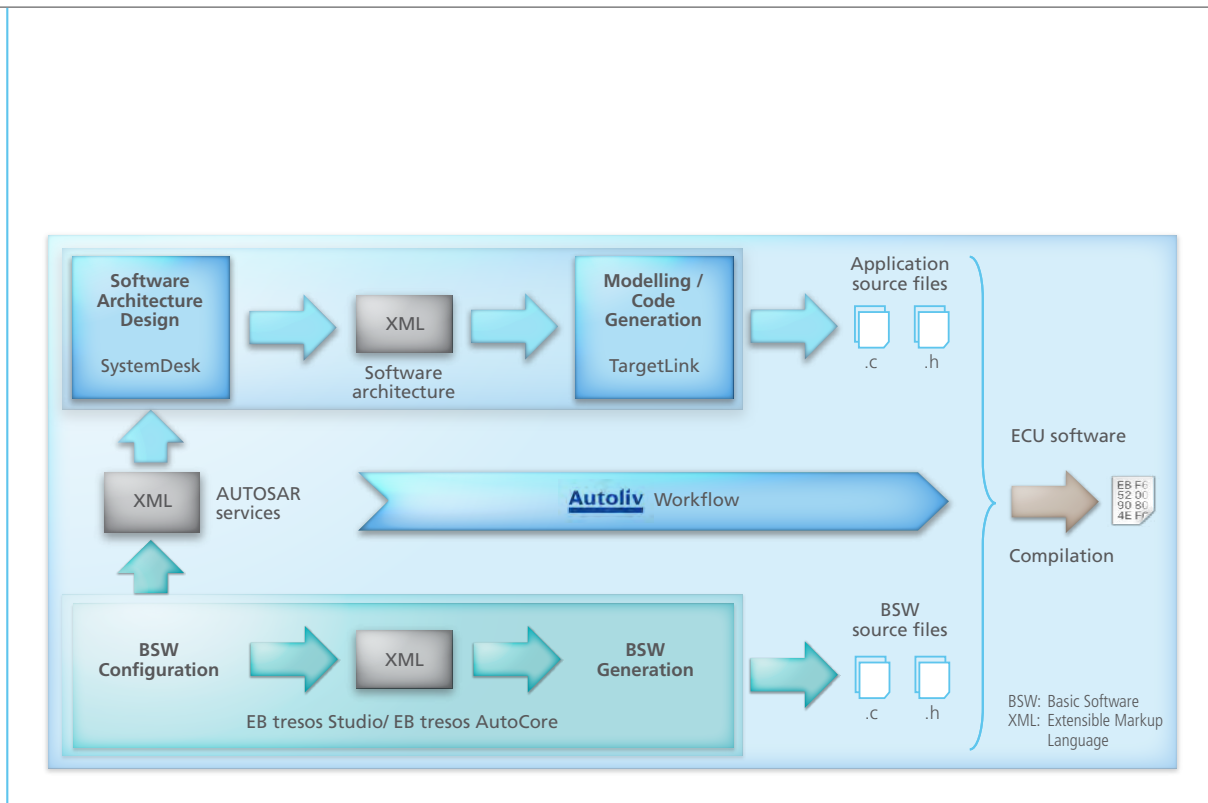 Software
Architecture
Design
SystemDesk
XML
Software
architecture
Modelling /
Code
Generation
TargetLink
Application
source files
.c
.h
XML
AUTOSAR
services
Autoliv Workflow
ECU software
EB F6
52 00
90 80
4E FC
Compilation
BSW
Configuration
XML
BSW
Generation
EB tresos Studio/ EB tresos AutoCore
BSW
source files
.c
.h
BSW: Basic Software
XML: Extensible Markup
Language